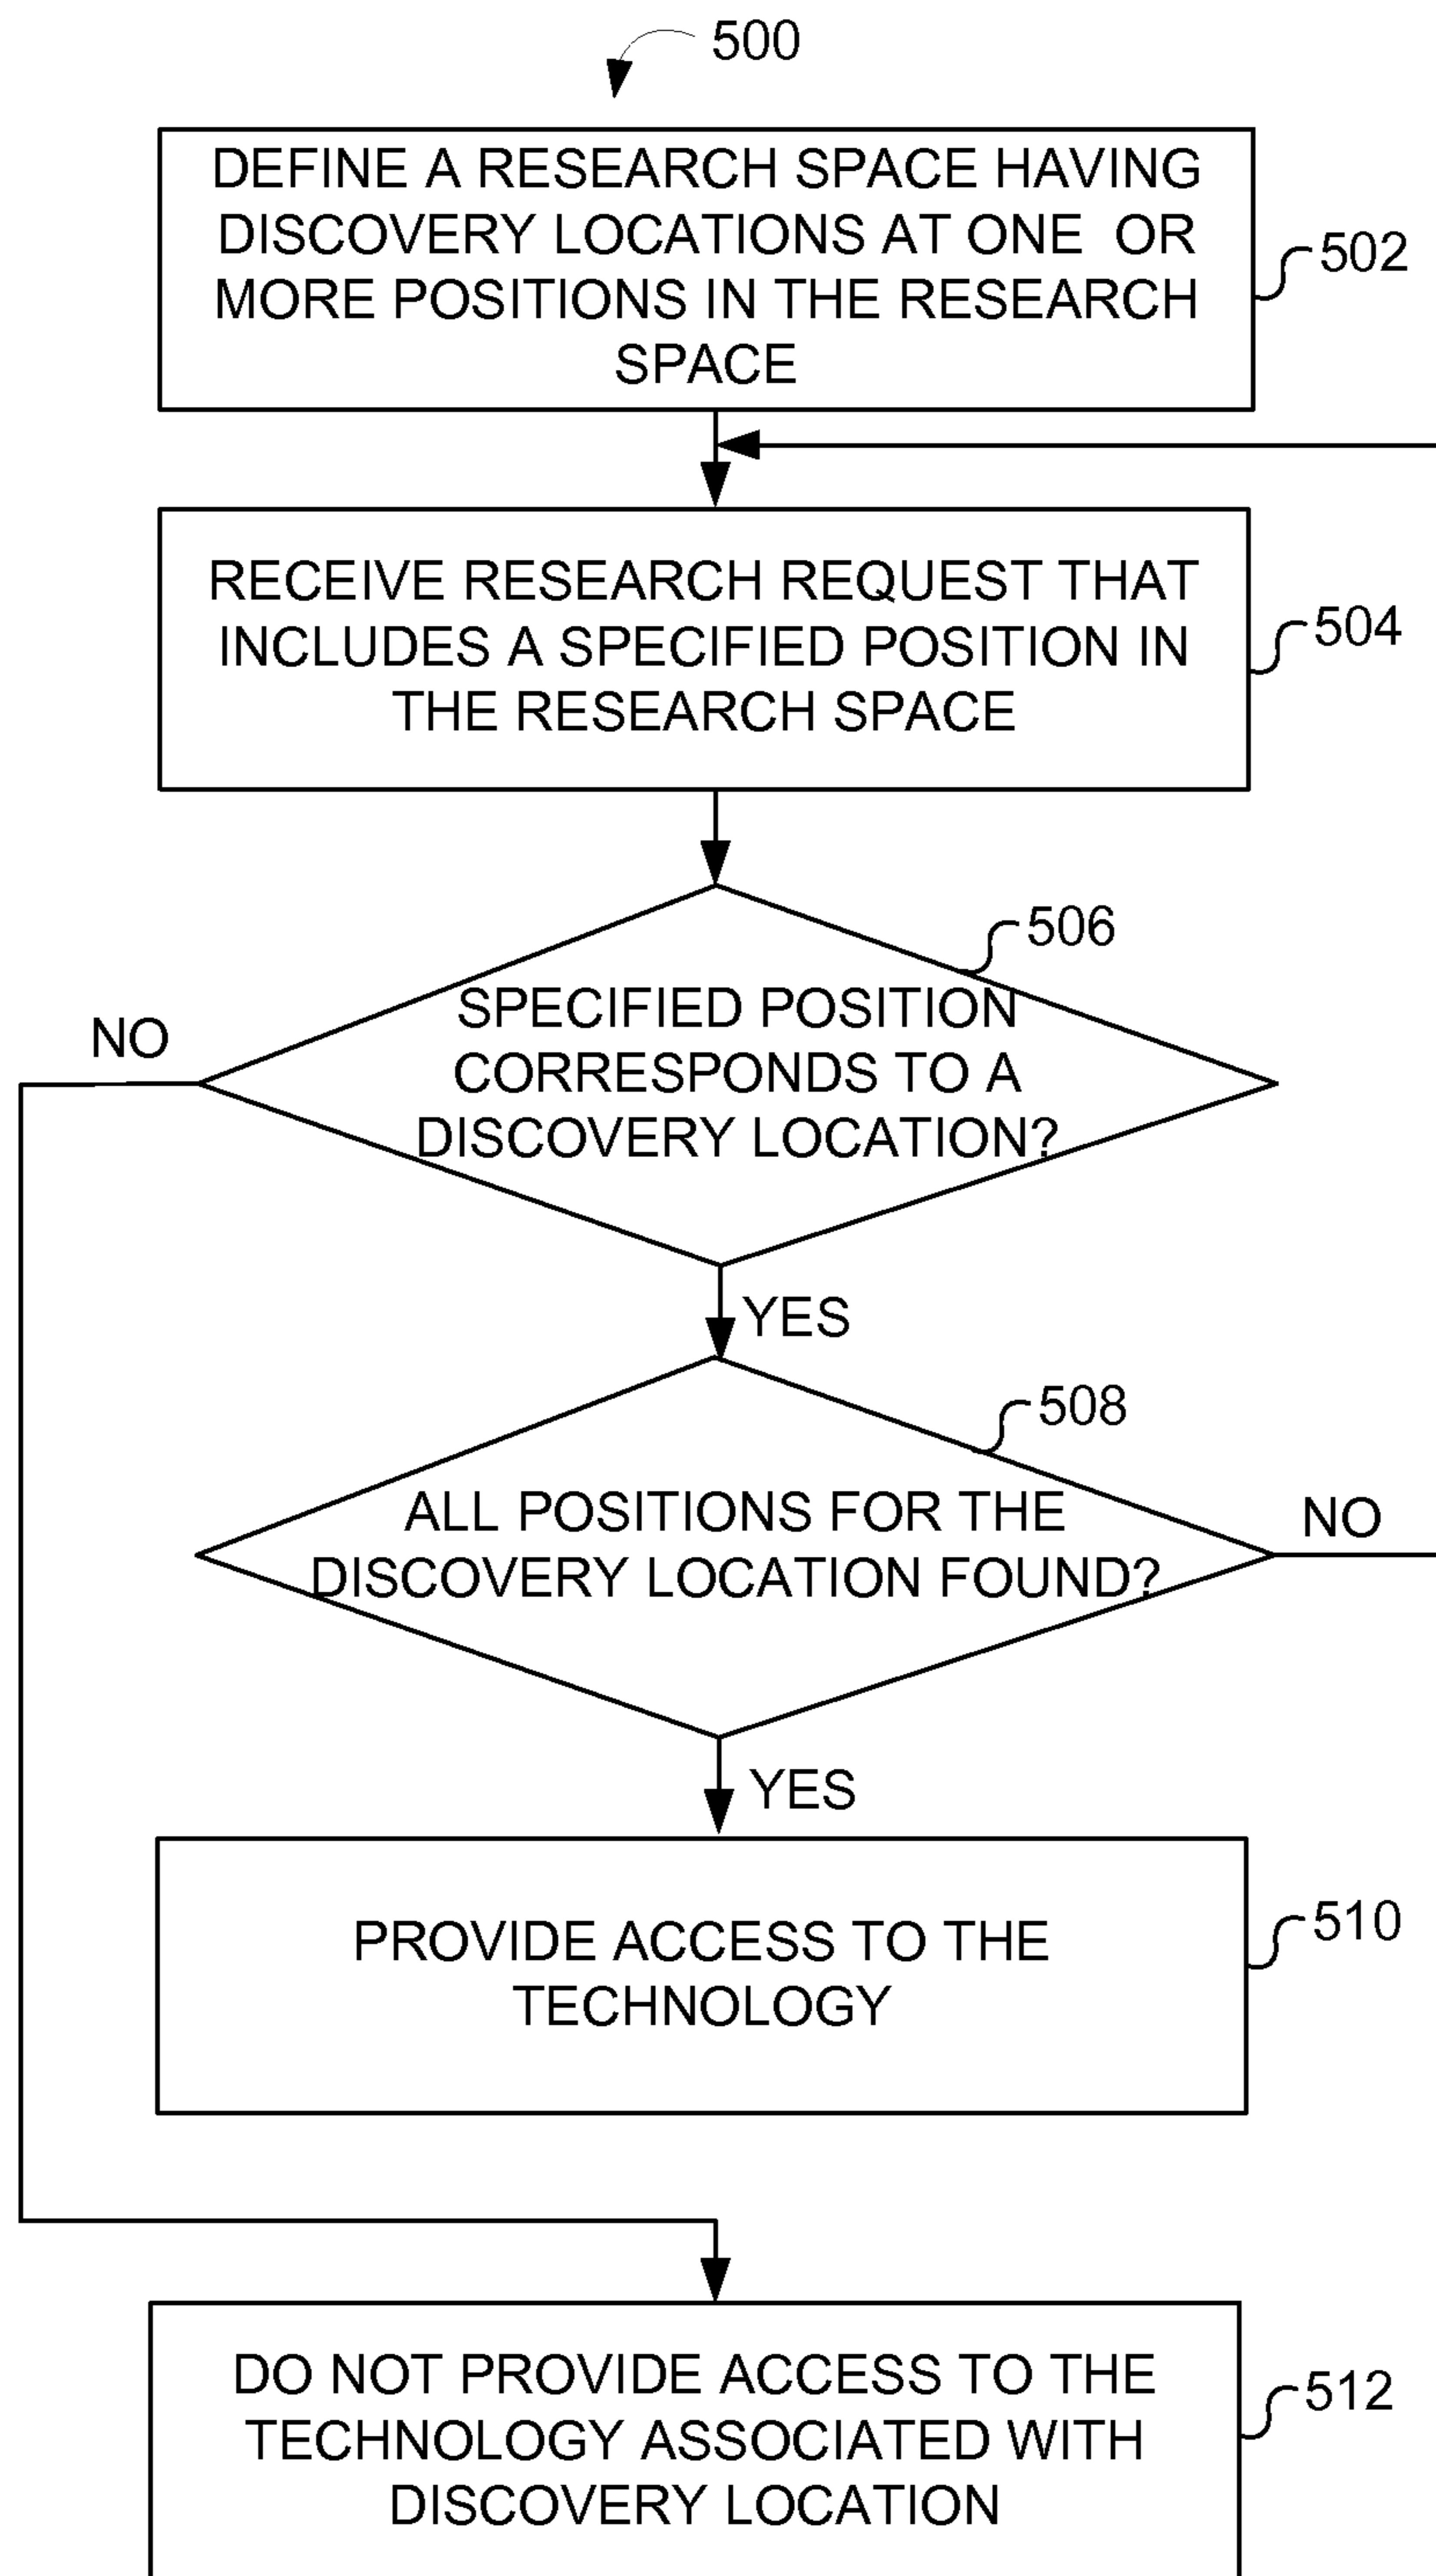 500
DEFINE A RESEARCH SPACE HAVING
DISCOVERY LOCATIONS AT ONE OR
MORE POSITIONS IN THE RESEARCH
SPACE
502
RECEIVE RESEARCH REQUEST THAT
INCLUDES A SPECIFIED POSITION IN
THE RESEARCH SPACE
504
506
SPECIFIED POSITION
CORRESPONDS TO A
DISCOVERY LOCATION?
NO
YES
508
ALL POSITIONS FOR THE
DISCOVERY LOCATION FOUND?
NO
YES
PROVIDE ACCESS TO THE
TECHNOLOGY
510
DO NOT PROVIDE ACCESS TO THE
TECHNOLOGY ASSOCIATED WITH
DISCOVERY LOCATION
512